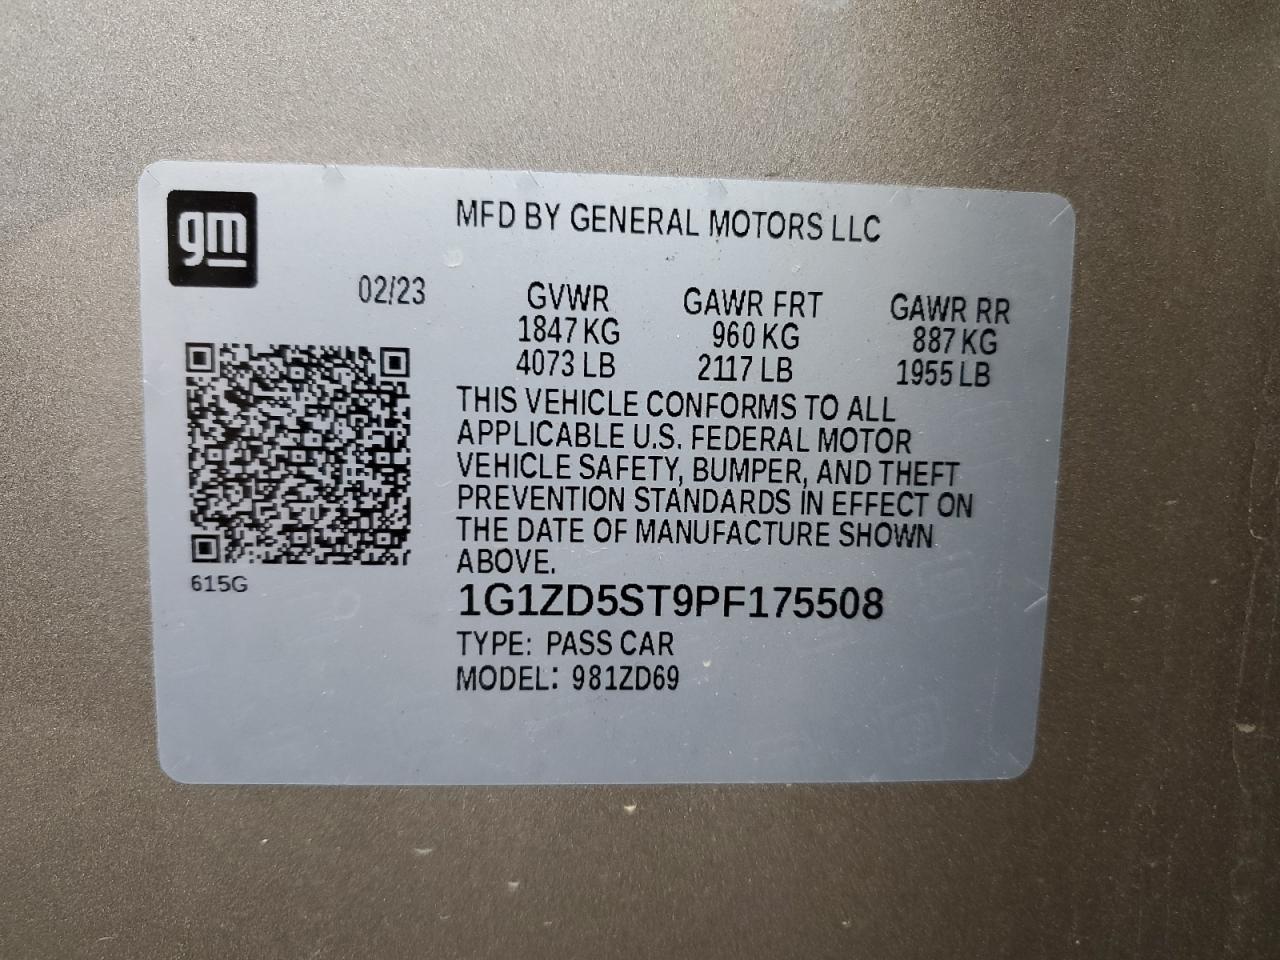 gm
MFD BY GENERAL MOTORS LLC
02/23
GVWR GAWR FRT GAWR RR
1847 KG 960 KG 887 KG
4073 LB 2117 LB 1955 LB
THIS VEHICLE CONFORMS TO ALL
APPLICABLE U.S. FEDERAL MOTOR
VEHICLE SAFETY, BUMPER, AND THEFT
PREVENTION STANDARDS IN EFFECT ON
THE DATE OF MANUFACTURE SHOWN
ABOVE.
615G
1G1ZD5ST9PF175508
TYPE: PASS CAR
MODEL: 981ZD69